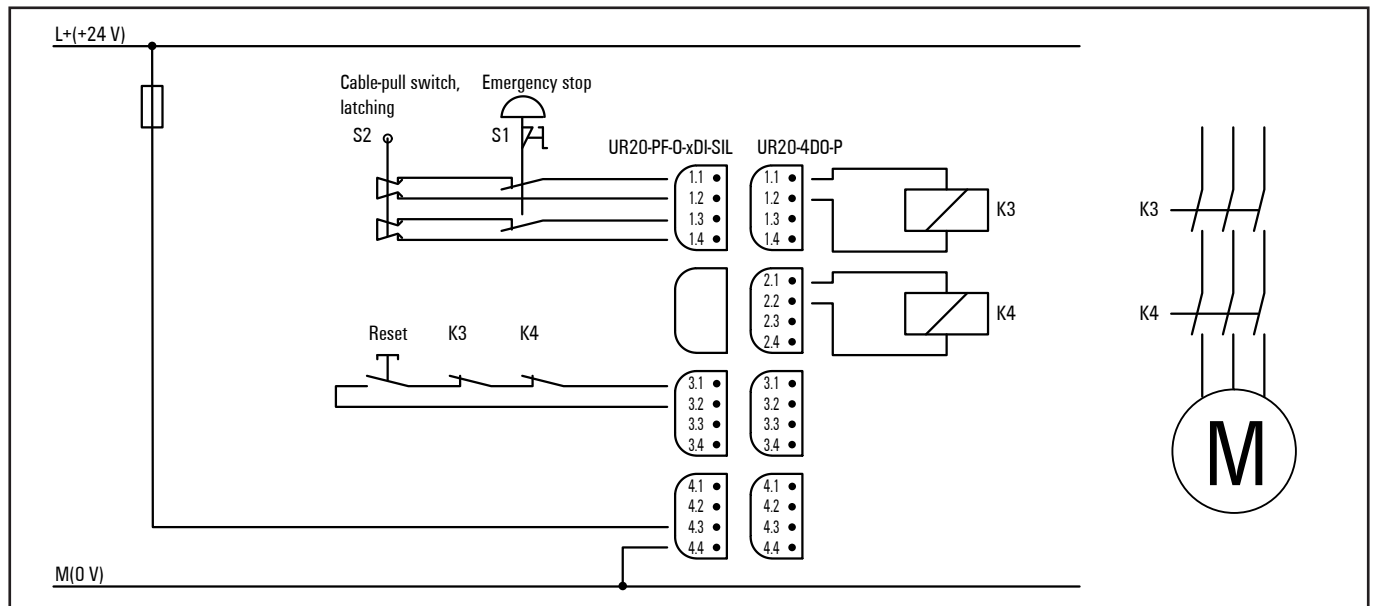 L+(+24 V)
Cable-pull switch,
latching
Emergency stop
S2
S1
UR20-PF-O-xDI-SIL
UR20-4DO-P
1.1
1.2
1.3
1.4
1.1
1.2
1.3
1.4
K3
K3
2.1
2.2
2.3
2.4
K4
K4
Reset
K3
K4
3.1
3.2
3.3
3.4
3.1
3.2
3.3
3.4
M
4.1
4.2
4.3
4.4
4.1
4.2
4.3
4.4
M(0 V)